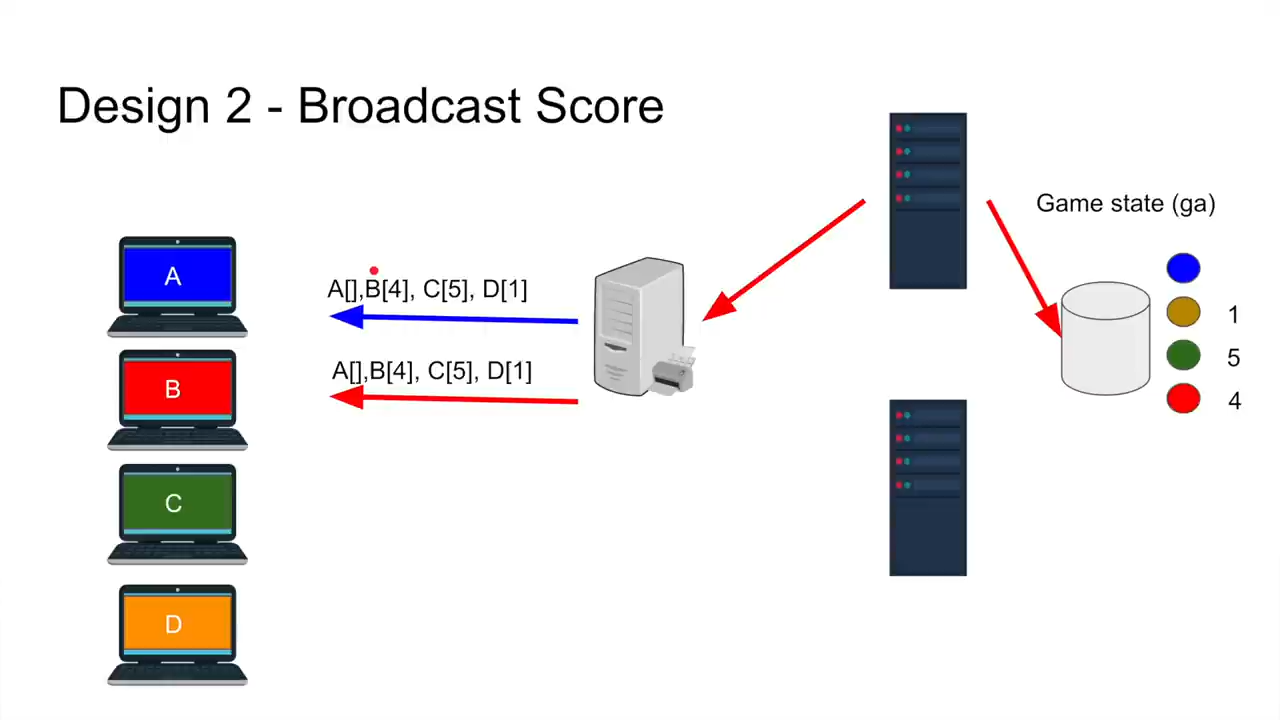 Design 2 - Broadcast Score
Game state (ga)
A
A[],B[4], C[5], D[1]
1
5
B
A[],B[4], C[5], D[1]
4
C
D